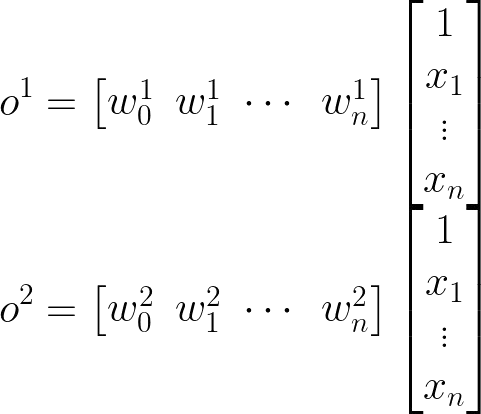 o^1 = [w_0^1 w_1^1 ⋯ w_n^1] [1 x_1 ⋮ x_n]
o^2 = [w_0^2 w_1^2 ⋯ w_n^2] [1 x_1 ⋮ x_n]